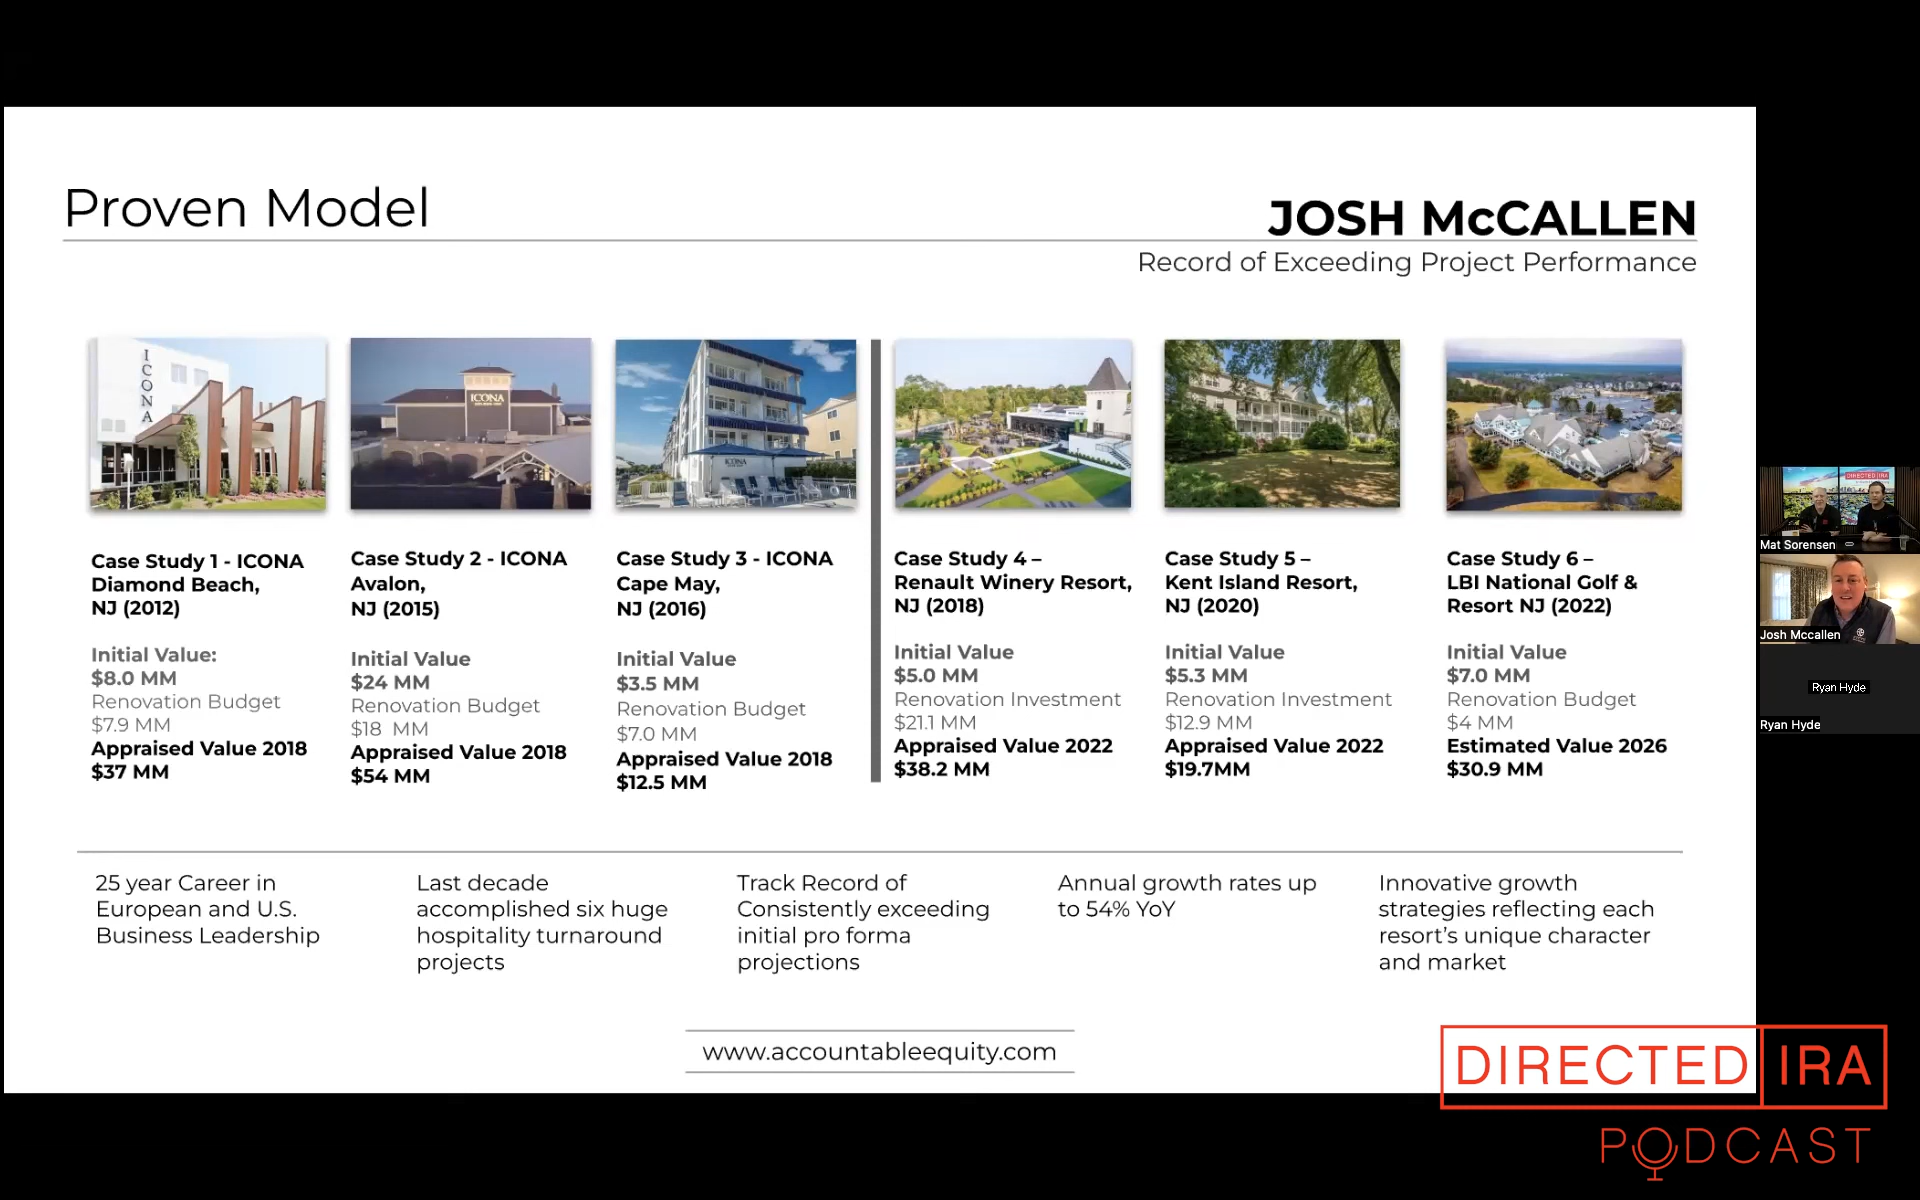 Proven Model
JOSH McCALLEN
Record of Exceeding Project Performance
ICONA
ICONA
ICONA
Case Study 1 - ICONA
Diamond Beach,
NJ (2012)
Initial Value:
$8.0 MM
Renovation Budget
$7.9 MM
Appraised Value 2018
$37 MM
Case Study 2 - ICONA
Avalon,
NJ (2015)
Initial Value
$24 MM
Renovation Budget
$18  MM
Appraised Value 2018
$54 MM
Case Study 3 - ICONA
Cape May,
NJ (2016)
Initial Value
$3.5 MM
Renovation Budget
$7.0 MM
Appraised Value 2018
$12.5 MM
Case Study 4 –
Renault Winery Resort,
NJ (2018)
Initial Value
$5.0 MM
Renovation Investment
$21.1 MM
Appraised Value 2022
$38.2 MM
Case Study 5 –
Kent Island Resort,
NJ (2020)
Initial Value
$5.3 MM
Renovation Investment
$12.9 MM
Appraised Value 2022
$19.7MM
Case Study 6 –
LBI National Golf &
Resort NJ (2022)
Initial Value
$7.0 MM
Renovation Budget
$4 MM
Estimated Value 2026
$30.9 MM
25 year Career in
European and U.S.
Business Leadership
Last decade
accomplished six huge
hospitality turnaround
projects
Track Record of
Consistently exceeding
initial pro forma
projections
Annual growth rates up
to 54% YoY
Innovative growth
strategies reflecting each
resort's unique character
and market
www.accountableequity.com
DIRECTED IRA
Mat Sorensen
Josh Mccallen
Ryan Hyde
Ryan Hyde
DIRECTED IRA
PODCAST